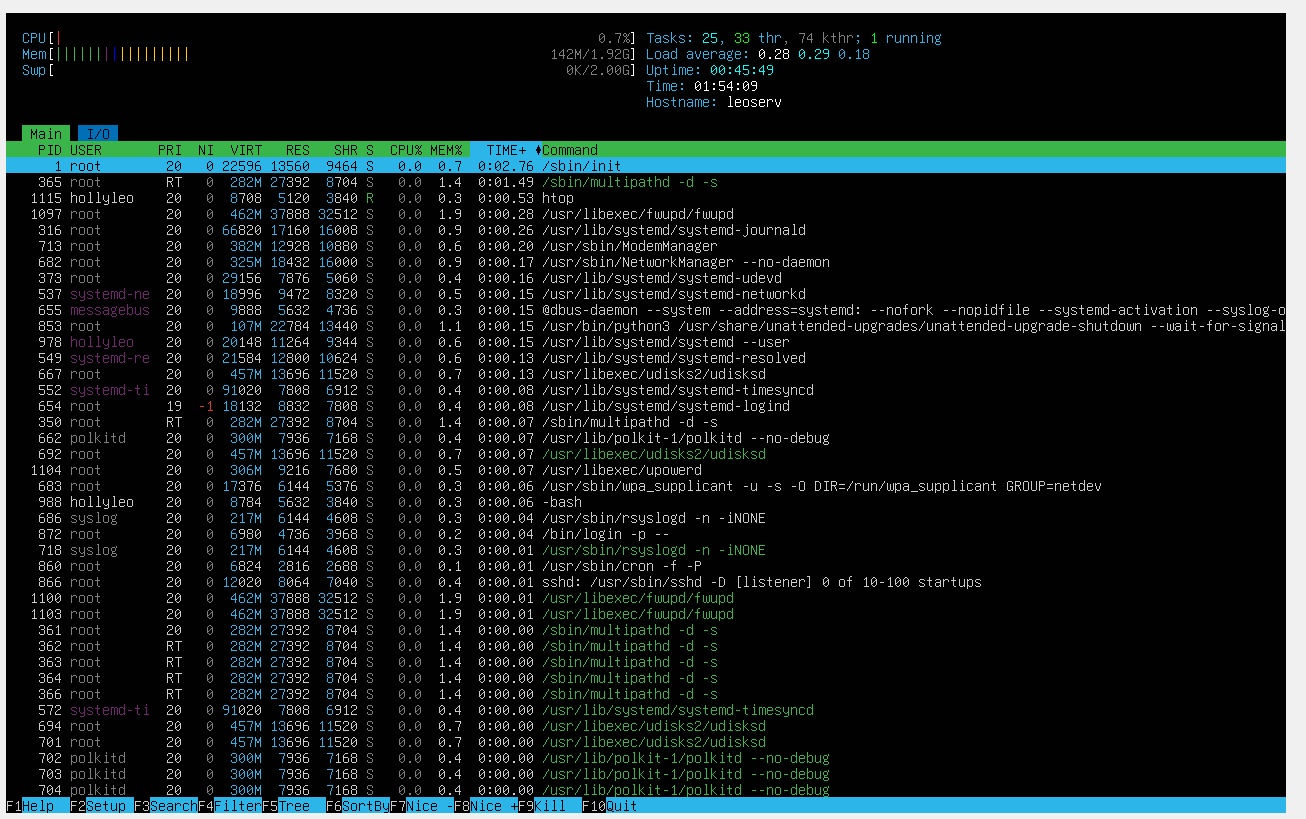 CPU[| 0.7%] Tasks: 25, 33 thr, 74 kthr; 1 running
Mem[||||||||||||||||| 142M/1.92G] Load average: 0.28 0.29 0.18
Swp[ 0K/2.00G] Uptime: 00:45:49
Time: 01:54:09
Hostname: leoserv
Main I/O
PID USER PRI NI VIRT RES SHR S CPU% MEM% TIME+ Command
1 root 20 0 22596 13560 9464 S 0.0 0.7 0:02.76 /sbin/init
365 root RT 0 282M 27392 8704 S 0.0 1.4 0:01.49 /sbin/multipathd -d -s
1115 hollyleo 20 0 8708 5120 3840 R 0.0 0.3 0:00.53 htop
1097 root 20 0 462M 37888 32512 S 0.0 1.9 0:00.28 /usr/libexec/fwupd/fwupd
316 root 20 0 66820 17160 16008 S 0.0 0.9 0:00.26 /usr/lib/systemd/systemd-journald
713 root 20 0 382M 12928 10880 S 0.0 0.6 0:00.20 /usr/sbin/ModemManager
682 root 20 0 325M 18432 16000 S 0.0 0.9 0:00.17 /usr/sbin/NetworkManager --no-daemon
373 root 20 0 29156 7876 5060 S 0.0 0.4 0:00.16 /usr/lib/systemd/systemd-udevd
537 systemd-ne 20 0 18996 9472 8320 S 0.0 0.5 0:00.15 /usr/lib/systemd/systemd-networkd
655 messagebus 20 0 9888 5632 4736 S 0.0 0.3 0:00.15 @dbus-daemon --system --address=systemd: --nofork --nopidfile --systemd-activation --syslog-o
853 root 20 0 107M 22784 13440 S 0.0 1.1 0:00.15 /usr/bin/python3 /usr/share/unattended-upgrades/unattended-upgrade-shutdown --wait-for-signal
978 hollyleo 20 0 20148 11264 9344 S 0.0 0.6 0:00.15 /usr/lib/systemd/systemd --user
549 systemd-re 20 0 21584 12800 10624 S 0.0 0.6 0:00.13 /usr/lib/systemd/systemd-resolved
667 root 20 0 457M 13696 11520 S 0.0 0.7 0:00.13 /usr/libexec/udisks2/udisksd
552 systemd-ti 20 0 91020 7808 6912 S 0.0 0.4 0:00.08 /usr/lib/systemd/systemd-timesyncd
654 root 19 -1 18132 8832 7808 S 0.0 0.4 0:00.08 /usr/lib/systemd/systemd-logind
350 root RT 0 282M 27392 8704 S 0.0 1.4 0:00.07 /sbin/multipathd -d -s
662 polkitd 20 0 300M 7936 7168 S 0.0 0.4 0:00.07 /usr/lib/polkit-1/polkitd --no-debug
692 root 20 0 457M 13696 11520 S 0.0 0.7 0:00.07 /usr/libexec/udisks2/udisksd
1104 root 20 0 306M 9216 7680 S 0.0 0.5 0:00.07 /usr/libexec/upowerd
683 root 20 0 17376 6144 5376 S 0.0 0.3 0:00.06 /usr/sbin/wpa_supplicant -u -s -O DIR=/run/wpa_supplicant GROUP=netdev
988 hollyleo 20 0 8784 5632 3840 S 0.0 0.3 0:00.06 -bash
686 syslog 20 0 217M 6144 4608 S 0.0 0.3 0:00.04 /usr/sbin/rsyslogd -n -iNONE
872 root 20 0 6980 4736 3968 S 0.0 0.2 0:00.04 /bin/login -p --
718 syslog 20 0 217M 6144 4608 S 0.0 0.3 0:00.01 /usr/sbin/rsyslogd -n -iNONE
860 root 20 0 6824 2816 2688 S 0.0 0.1 0:00.01 /usr/sbin/cron -f -P
866 root 20 0 12020 8064 7040 S 0.0 0.4 0:00.01 sshd: /usr/sbin/sshd -D [listener] 0 of 10-100 startups
1100 root 20 0 462M 37888 32512 S 0.0 1.9 0:00.01 /usr/libexec/fwupd/fwupd
1103 root 20 0 462M 37888 32512 S 0.0 1.9 0:00.01 /usr/libexec/fwupd/fwupd
361 root 20 0 282M 27392 8704 S 0.0 1.4 0:00.00 /sbin/multipathd -d -s
362 root RT 0 282M 27392 8704 S 0.0 1.4 0:00.00 /sbin/multipathd -d -s
363 root RT 0 282M 27392 8704 S 0.0 1.4 0:00.00 /sbin/multipathd -d -s
364 root RT 0 282M 27392 8704 S 0.0 1.4 0:00.00 /sbin/multipathd -d -s
366 root RT 0 282M 27392 8704 S 0.0 1.4 0:00.00 /sbin/multipathd -d -s
572 systemd-ti 20 0 91020 7808 6912 S 0.0 0.4 0:00.00 /usr/lib/systemd/systemd-timesyncd
694 root 20 0 457M 13696 11520 S 0.0 0.7 0:00.00 /usr/libexec/udisks2/udisksd
701 root 20 0 457M 13696 11520 S 0.0 0.7 0:00.00 /usr/libexec/udisks2/udisksd
702 polkitd 20 0 300M 7936 7168 S 0.0 0.4 0:00.00 /usr/lib/polkit-1/polkitd --no-debug
703 polkitd 20 0 300M 7936 7168 S 0.0 0.4 0:00.00 /usr/lib/polkit-1/polkitd --no-debug
704 polkitd 20 0 300M 7936 7168 S 0.0 0.4 0:00.00 /usr/lib/polkit-1/polkitd --no-debug
F1Help F2Setup F3SearchF4FilterF5Tree F6SortByF7Nice -F8Nice +F9Kill F10Quit